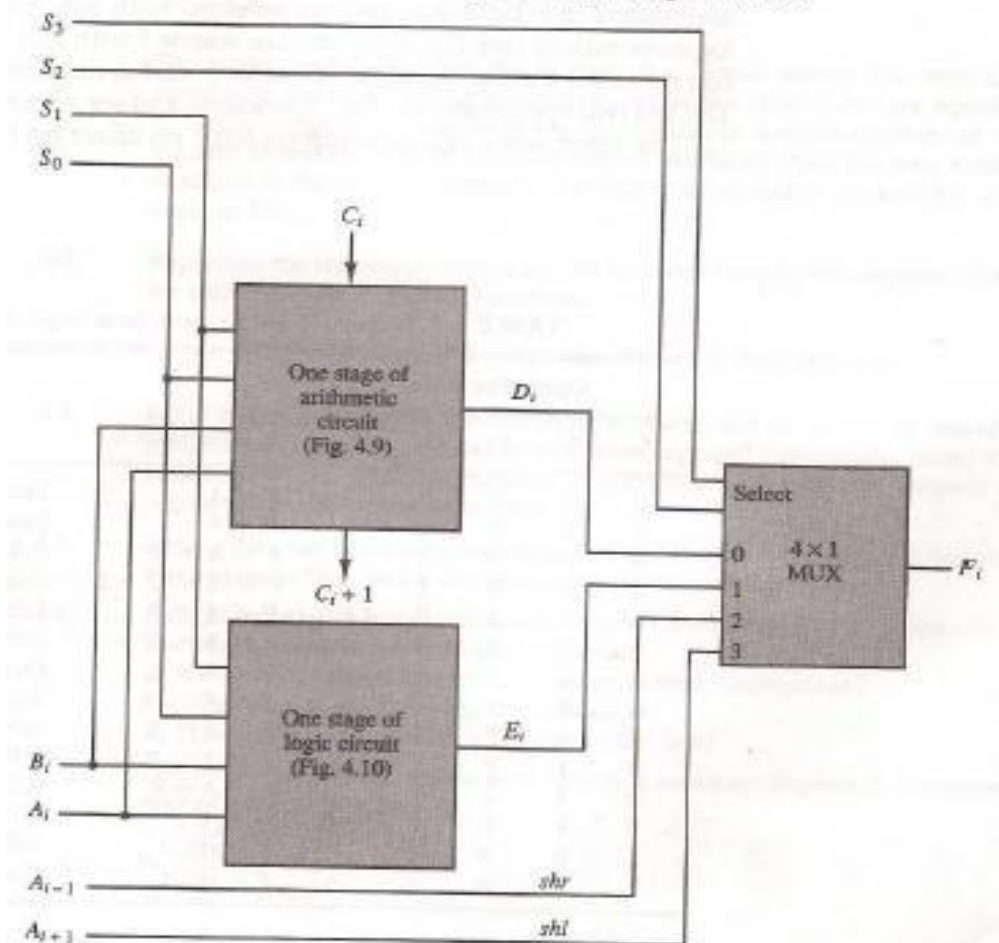 S₃
S₂
S₁
S₀
Cᵢ
One stage of
arithmetic
circuit
(Fig. 4.9)
Dᵢ
Cᵢ + 1
Select
0
1
2
3
4×1
MUX
Fᵢ
One stage of
logic circuit
(Fig. 4.10)
Eᵢ
Bᵢ
Aᵢ
Aᵢ₋₁
shr
Aᵢ₊₁
shl